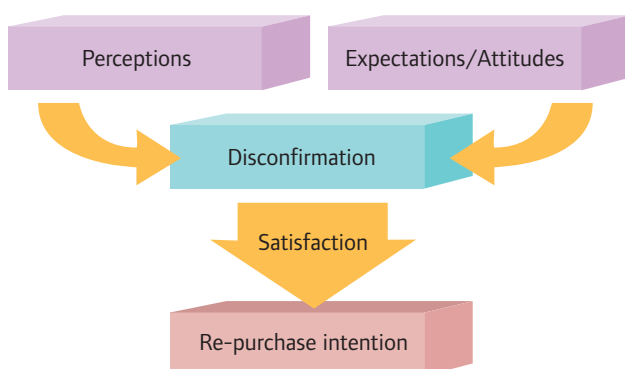 Perceptions
Expectations/Attitudes
Disconfirmation
Satisfaction
Re-purchase intention